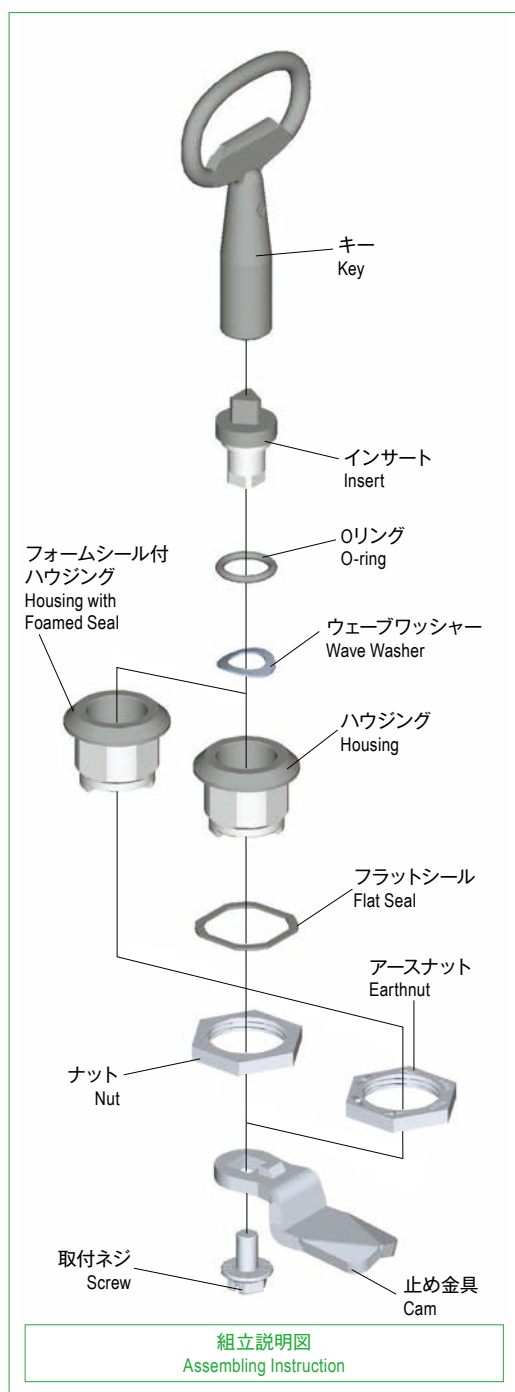 キー
Key
インサート
Insert
Oリング
O-ring
フォームシール付
ハウジング
Housing with
Foamed Seal
ウェーブワッシャー
Wave Washer
ハウジング
Housing
フラットシール
Flat Seal
アースナット
Earthnut
ナット
Nut
取付ネジ
Screw
止め金具
Cam
組立説明図
Assembling Instruction